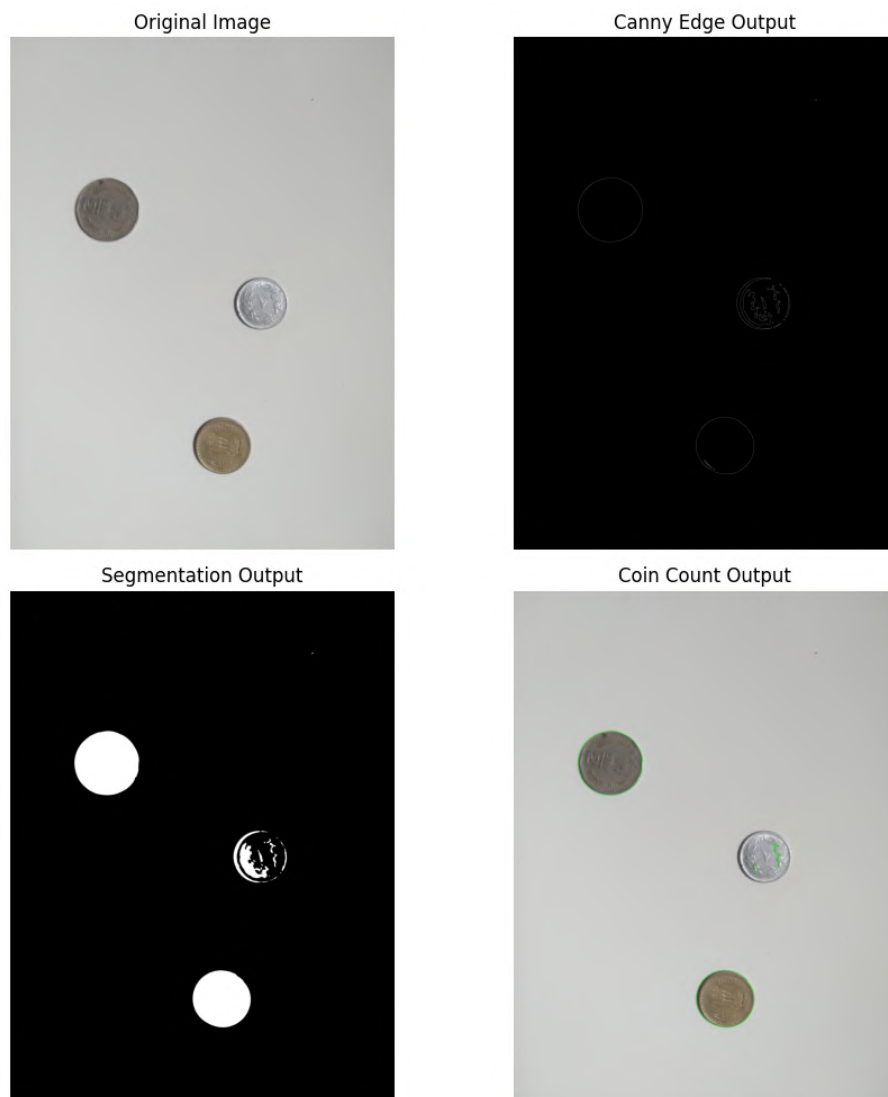 Original Image
Canny Edge Output
Segmentation Output
Coin Count Output